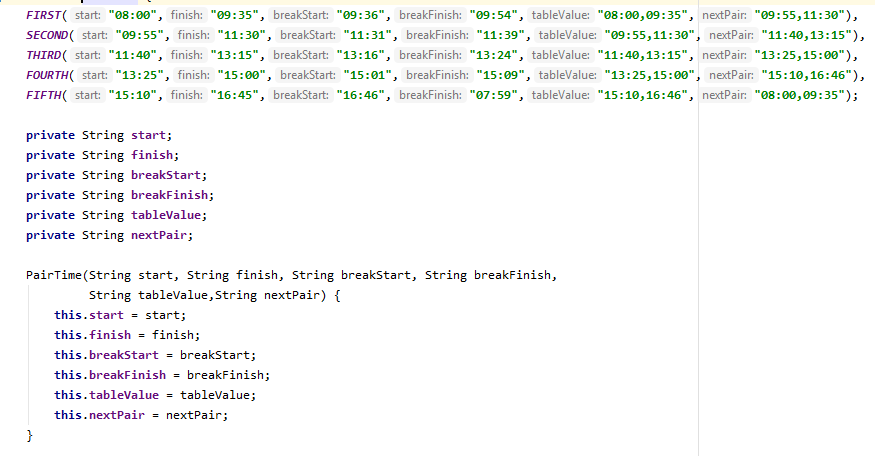 {
FIRST( start: "08:00", finish: "09:35", breakStart: "09:36", breakFinish: "09:54", tableValue: "08:00,09:35", nextPair: "09:55,11:30"),
SECOND( start: "09:55", finish: "11:30", breakStart: "11:31", breakFinish: "11:39", tableValue: "09:55,11:30", nextPair: "11:40,13:15"),
THIRD( start: "11:40", finish: "13:15", breakStart: "13:16", breakFinish: "13:24", tableValue: "11:40,13:15", nextPair: "13:25,15:00"),
FOURTH( start: "13:25", finish: "15:00", breakStart: "15:01", breakFinish: "15:09", tableValue: "13:25,15:00", nextPair: "15:10,16:46"),
FIFTH( start: "15:10", finish: "16:45", breakStart: "16:46", breakFinish: "07:59", tableValue: "15:10,16:46", nextPair: "08:00,09:35");
private String start;
private String finish;
private String breakStart;
private String breakFinish;
private String tableValue;
private String nextPair;
PairTime(String start, String finish, String breakStart, String breakFinish,
String tableValue,String nextPair) {
this.start = start;
this.finish = finish;
this.breakStart = breakStart;
this.breakFinish = breakFinish;
this.tableValue = tableValue;
this.nextPair = nextPair;
}